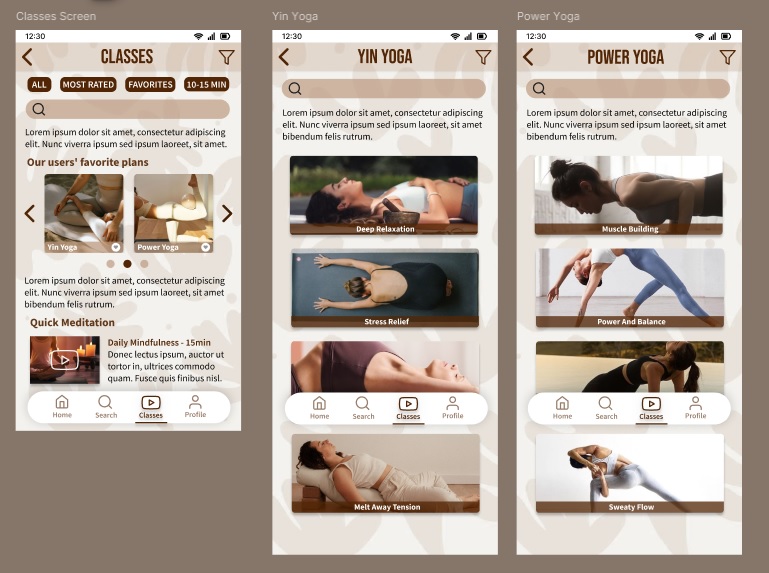 Classes Screen
12:30
CLASSES
ALL
MOST RATED
FAVORITES
10-15 MIN
Lorem ipsum dolor sit amet, consectetur adipiscing
elit. Nunc viverra ipsum sed ipsum laoreet, sit amet.
Our users' favorite plans
Yin Yoga
Power Yoga
Lorem ipsum dolor sit amet, consectetur adipiscing
elit. Nunc viverra ipsum sed ipsum laoreet, vitae
bibendum felis rutrum.
Quick Meditation
Daily Mindfulness - 15min
Donec lectus ipsum, auctor ut
tortor in, ultrices commodo
quam. Fusce quis finibus nisl.
Home
Search
Classes
Profile
Yin Yoga
12:30
YIN YOGA
Lorem ipsum dolor sit amet, consectetur adipiscing
elit. Nunc viverra ipsum sed ipsum laoreet, vitae
bibendum felis rutrum.
Deep Relaxation
Stress Relief
Home
Search
Classes
Profile
Melt Away Tension
Power Yoga
12:30
POWER YOGA
Lorem ipsum dolor sit amet, consectetur adipiscing
elit. Nunc viverra ipsum sed ipsum laoreet, vitae
bibendum felis rutrum.
Muscle Building
Power And Balance
Home
Search
Classes
Profile
Sweaty Flow